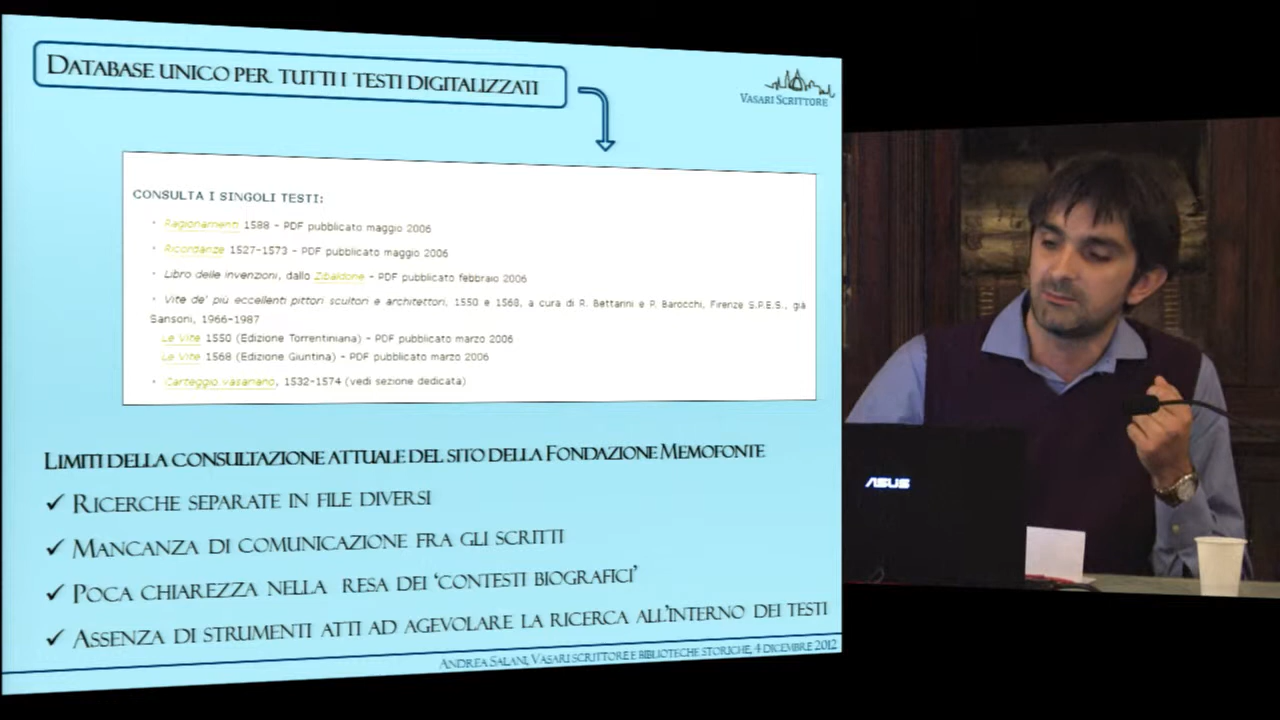 DATABASE UNICO PER TUTTI I TESTI DIGITALIZZATI
VASARI SCRITTORE
CONSULTA I SINGOLI TESTI:
• Ragionamenti 1588 - PDF pubblicato maggio 2006
• Ricordanze 1527-1573 - PDF pubblicato maggio 2006
• Libro delle invenzioni, dallo Zibaldone - PDF pubblicato febbraio 2006
• Vite de' più eccellenti pittori scultori e architettori, 1550 e 1568, a cura di R. Bettarini e P. Barocchi, Firenze S.P.E.S., già
Sansoni, 1966-1987
Le Vite 1550 (Edizione Torrentiniana) - PDF pubblicato marzo 2006
Le Vite 1568 (Edizione Giuntina) - PDF pubblicato marzo 2006
• Carteggio vasariano, 1532-1574 (vedi sezione dedicata)
LIMITI DELLA CONSULTAZIONE ATTUALE DEL SITO DELLA FONDAZIONE MEMOFONTE
✓ RICERCHE SEPARATE IN FILE DIVERSI
✓ MANCANZA DI COMUNICAZIONE FRA GLI SCRITTI
✓ POCA CHIAREZZA NELLA RESA DEI 'CONTESTI BIOGRAFICI'
✓ ASSENZA DI STRUMENTI ATTI AD AGEVOLARE LA RICERCA ALL'INTERNO DEI TESTI
ANDREA SALANI, VASARI SCRITTORE E BIBLIOTECHE STORICHE, 4 DICEMBRE 2012
ASUS